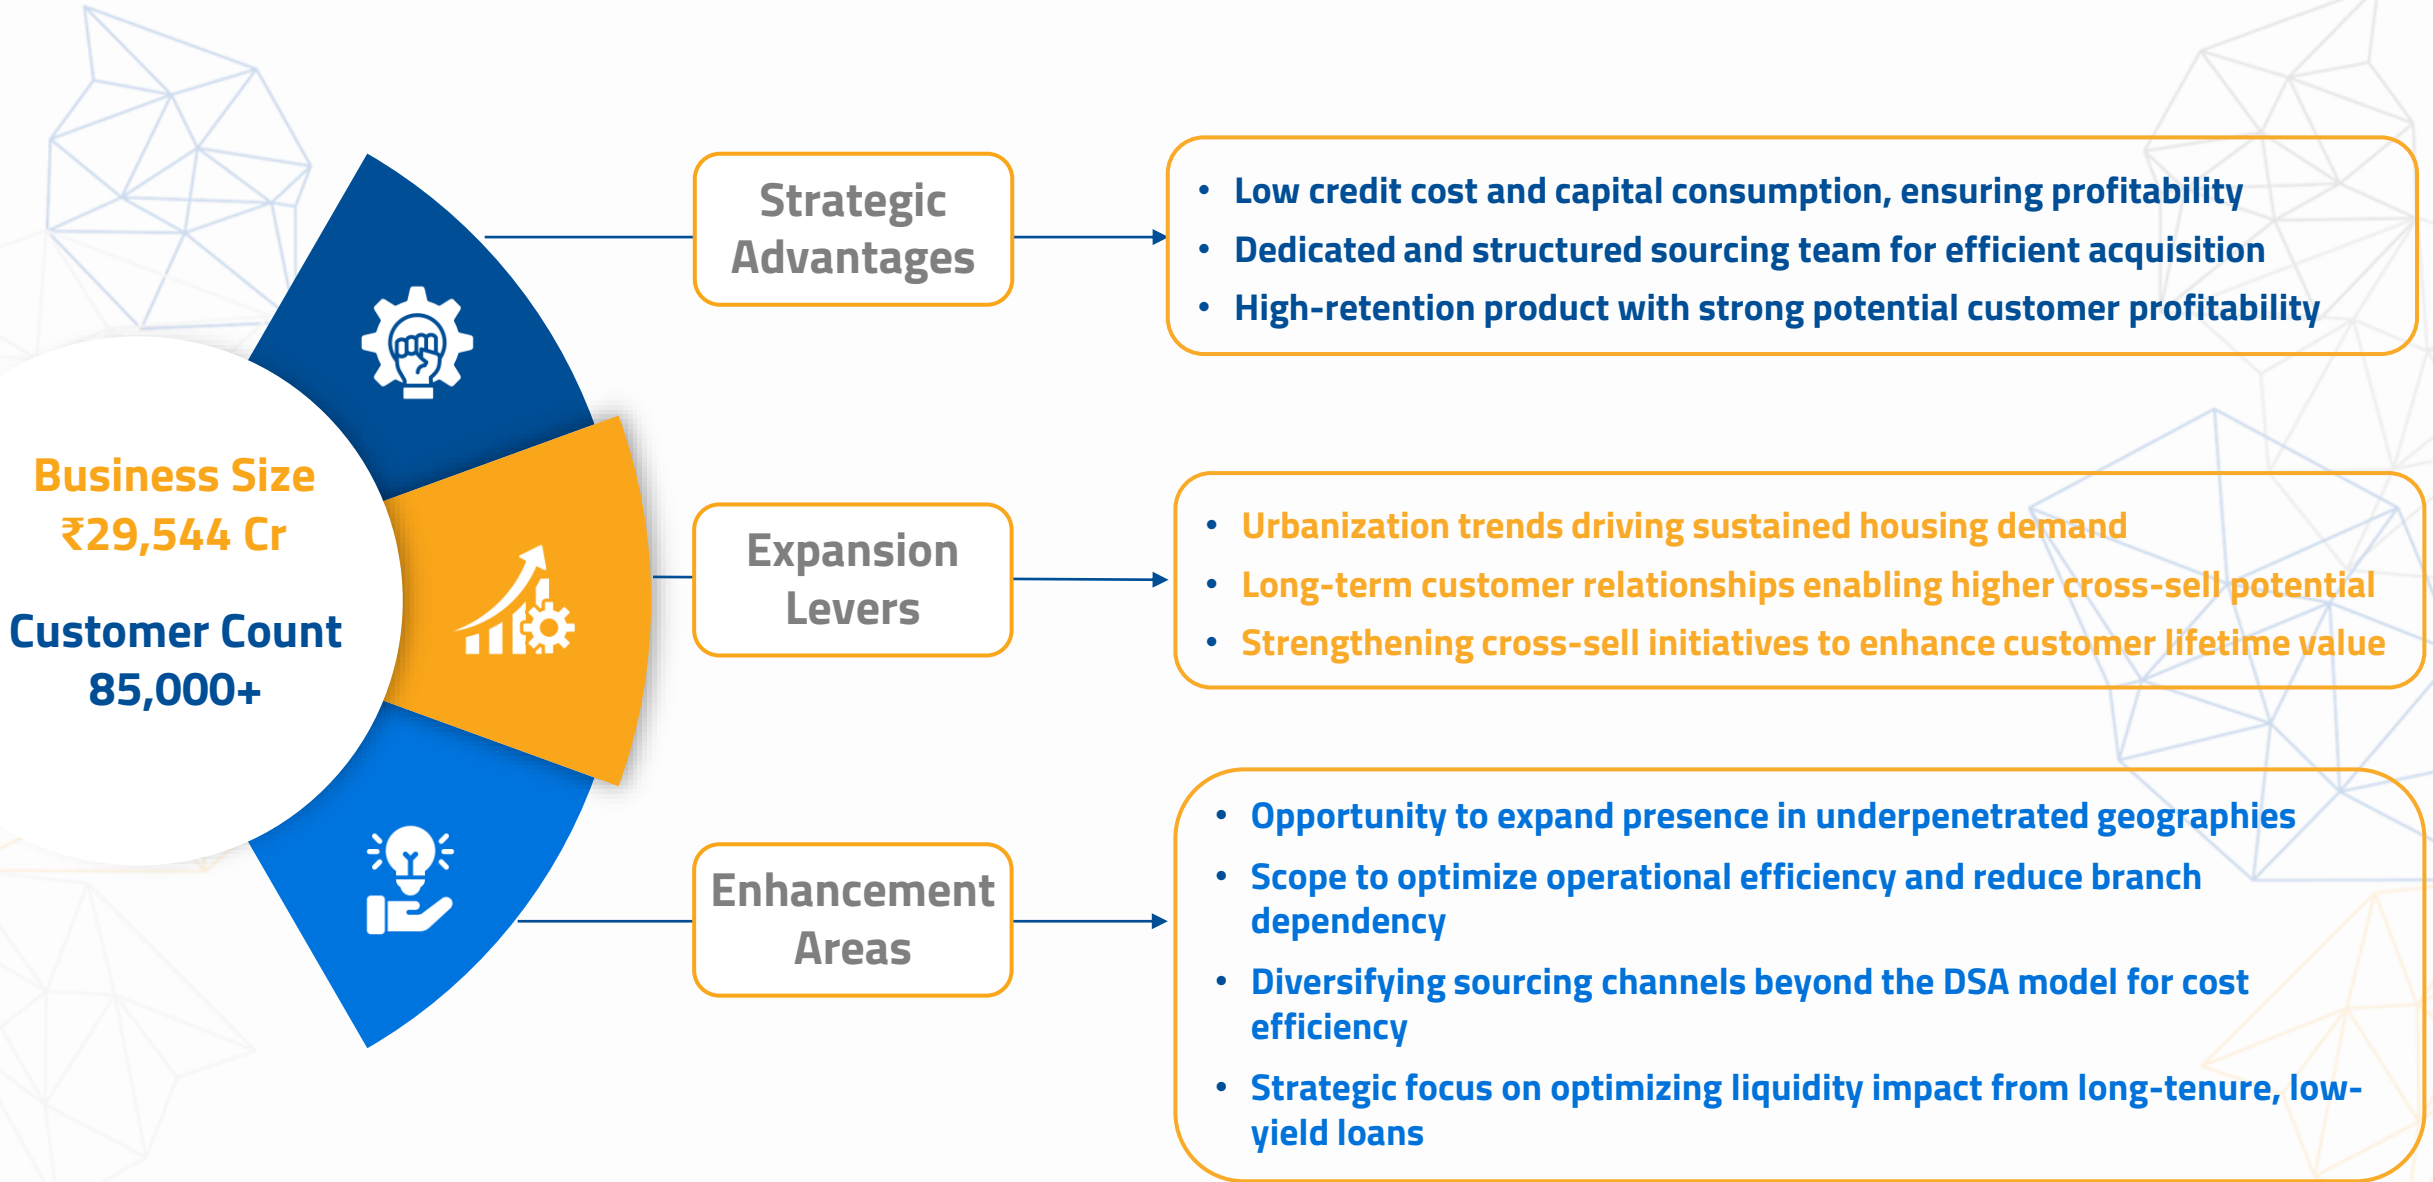 Business Size
₹29,544 Cr
Customer Count
85,000+
Strategic
Advantages
• Low credit cost and capital consumption, ensuring profitability
• Dedicated and structured sourcing team for efficient acquisition
• High-retention product with strong potential customer profitability
Expansion
Levers
• Urbanization trends driving sustained housing demand
• Long-term customer relationships enabling higher cross-sell potential
• Strengthening cross-sell initiatives to enhance customer lifetime value
Enhancement
Areas
• Opportunity to expand presence in underpenetrated geographies
• Scope to optimize operational efficiency and reduce branch
dependency
• Diversifying sourcing channels beyond the DSA model for cost
efficiency
• Strategic focus on optimizing liquidity impact from long-tenure, low-
yield loans